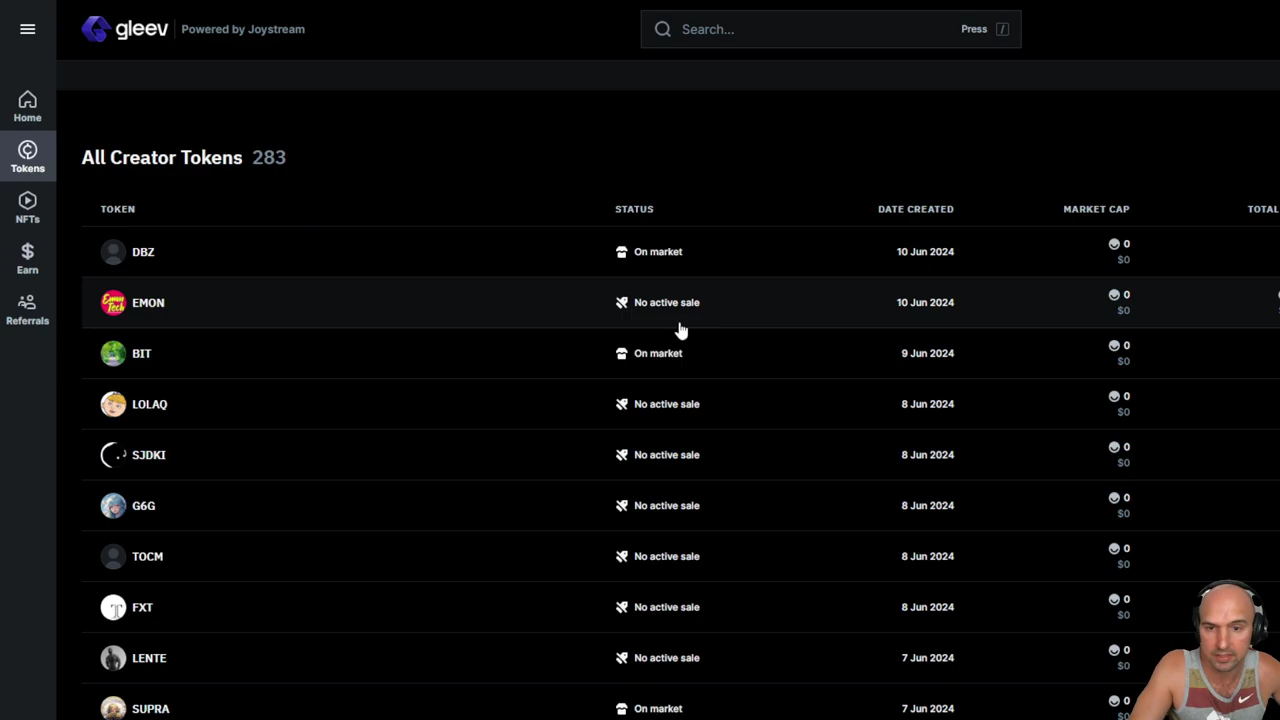 gleev Powered by Joystream Search... Press /
Home
Tokens
NFTs
Earn
Referrals
All Creator Tokens 283
TOKEN STATUS DATE CREATED MARKET CAP TOTAL
DBZ On market 10 Jun 2024 0
$0
Emon Tech EMON No active sale 10 Jun 2024 0
$0
BIT On market 9 Jun 2024 0
$0
LOLAQ No active sale 8 Jun 2024 0
$0
SJDKI No active sale 8 Jun 2024 0
$0
G6G No active sale 8 Jun 2024 0
$0
TOCM No active sale 8 Jun 2024 0
$0
FXT No active sale 8 Jun 2024 0
$0
LENTE No active sale 7 Jun 2024 0
$0
SUPRA On market 7 Jun 2024 0
$0